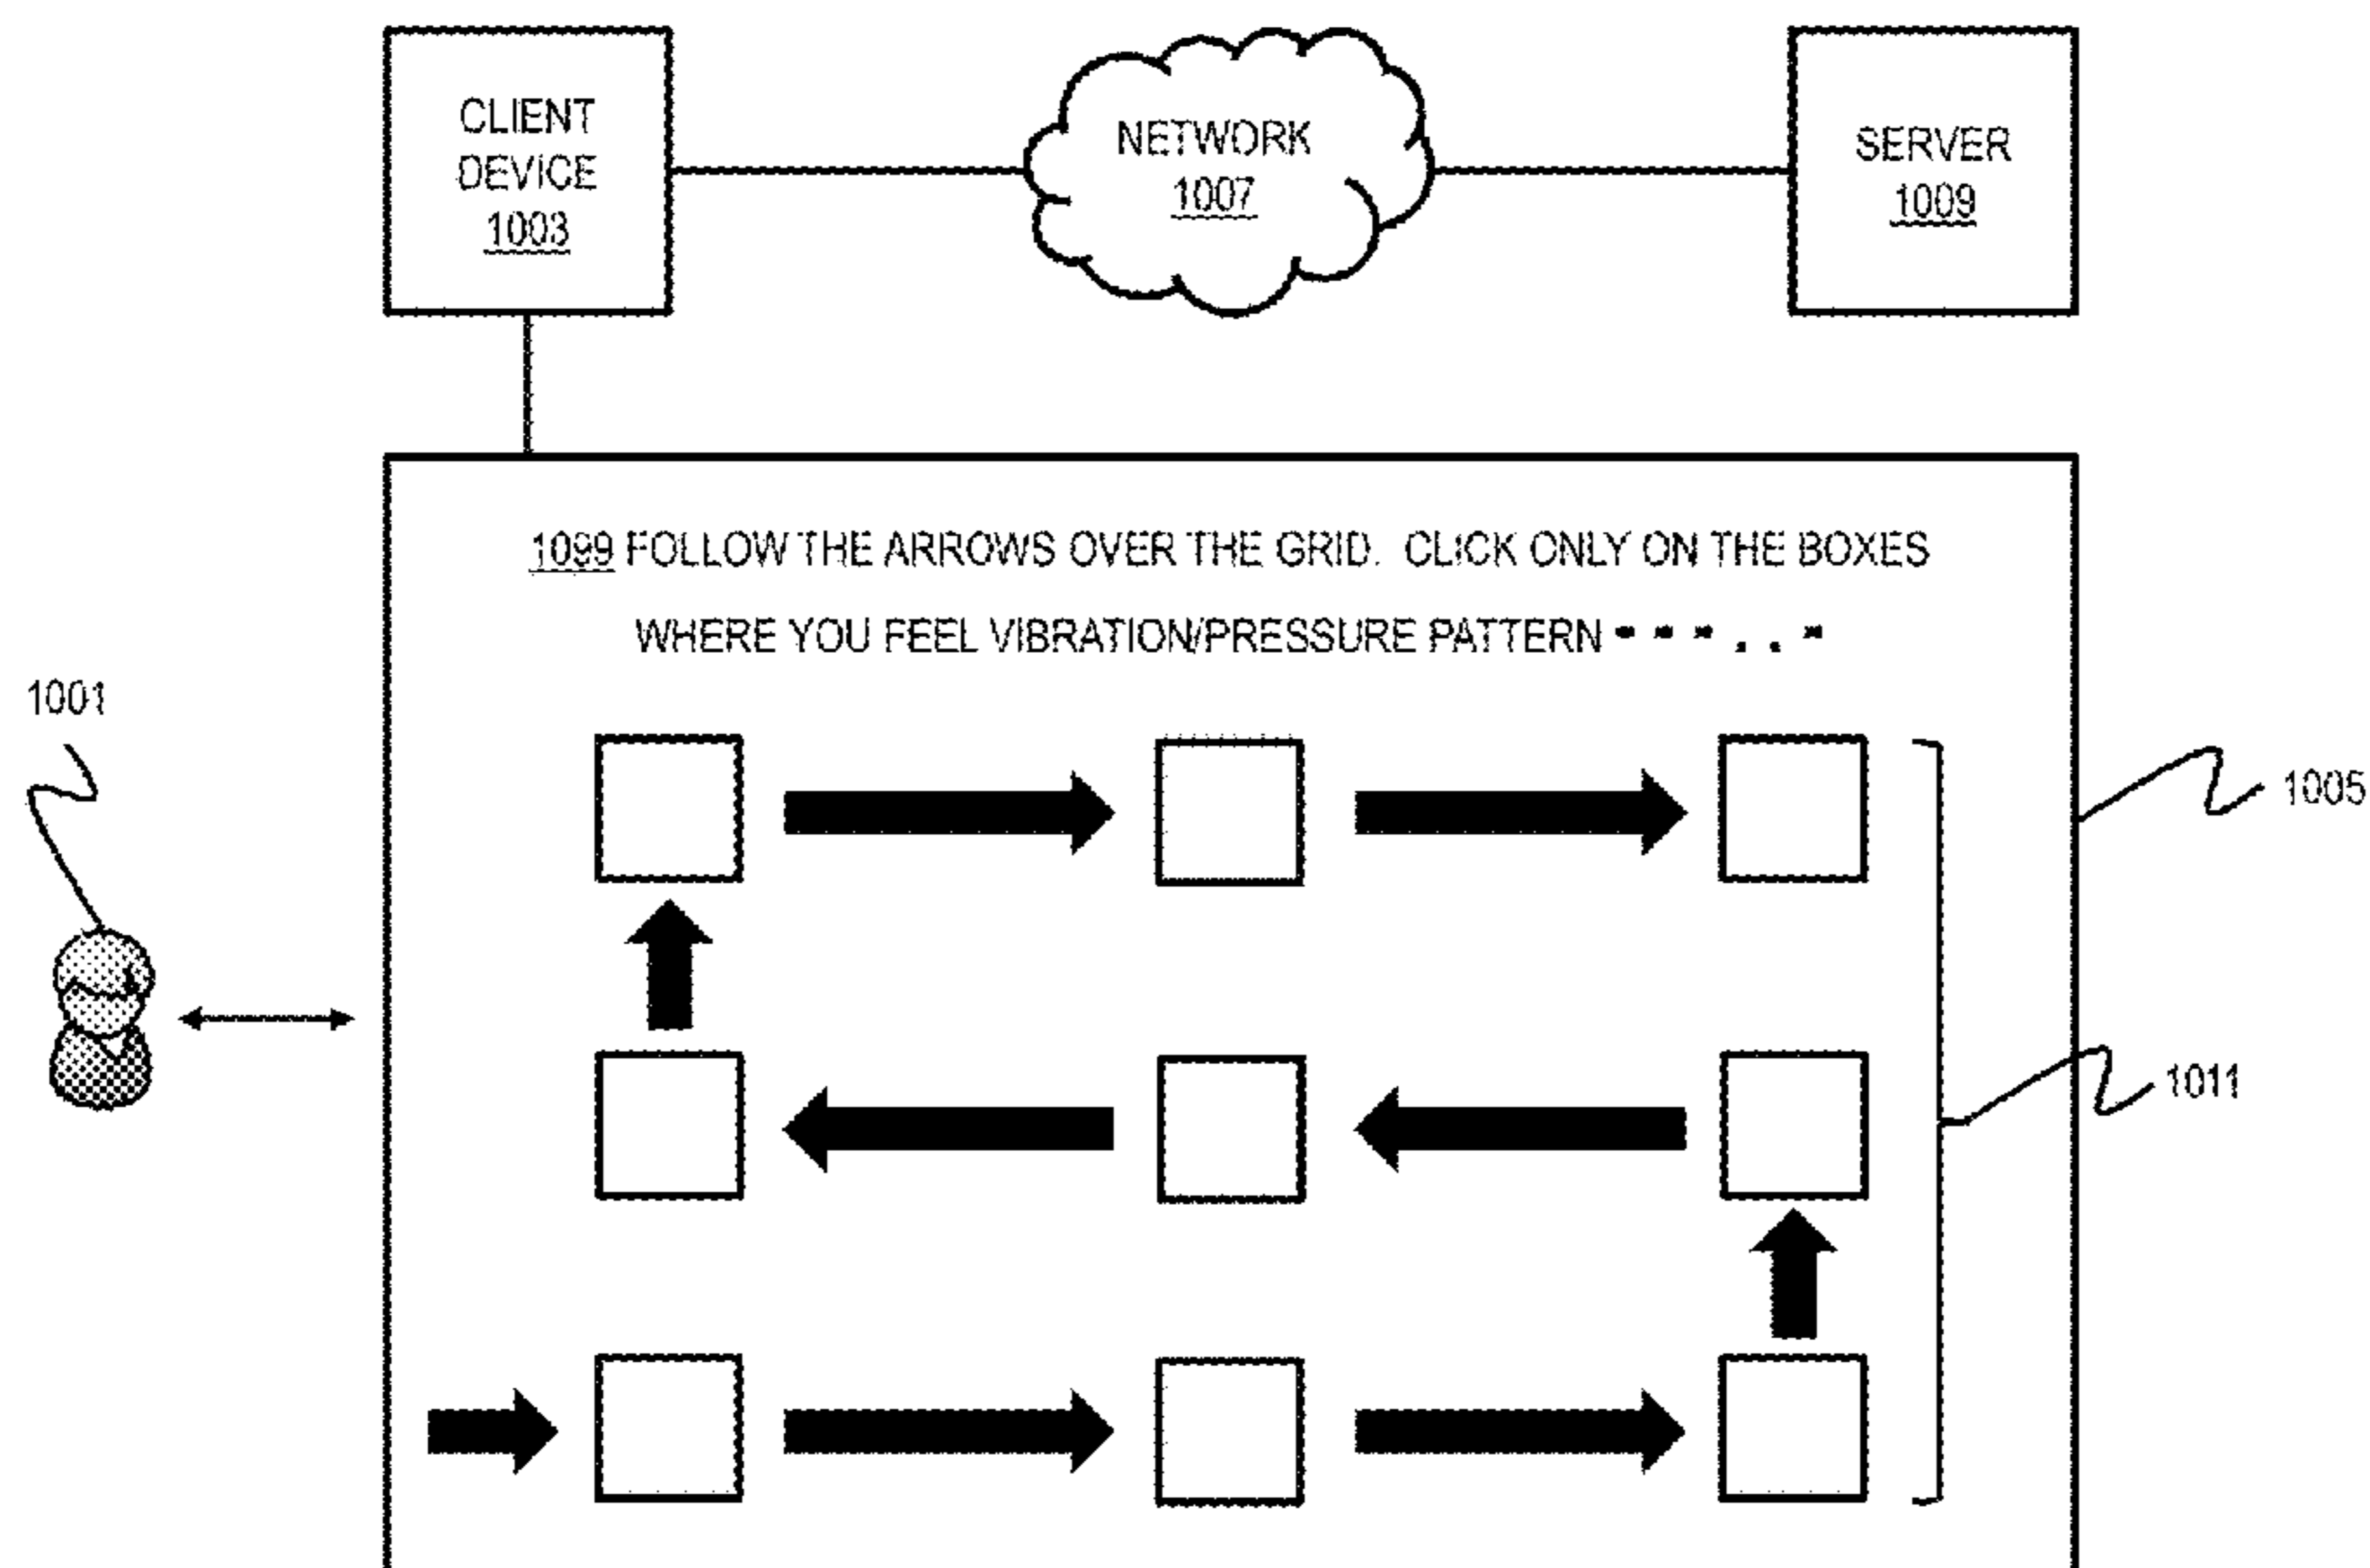 CLIENT
DEVICE
1003
NETWORK
1007
SERVER
1009
1099 FOLLOW THE ARROWS OVER THE GRID. CLICK ONLY ON THE BOXES
WHERE YOU FEEL VIBRATION/PRESSURE PATTERN - - - . . -
1001
1005
1011